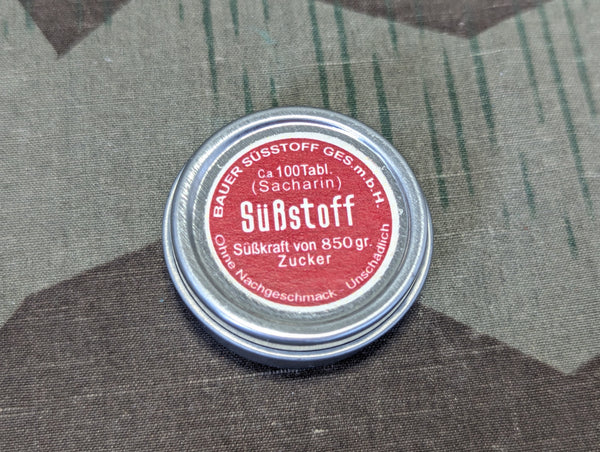 BAUER SÜSSTOFF GES.m.b.H.
Ca 100 Tabl.
(Sacharin)
Süßstoff
Süßkraft von 850 gr.
Zucker
Ohne Nachgeschmack - Unschädlich